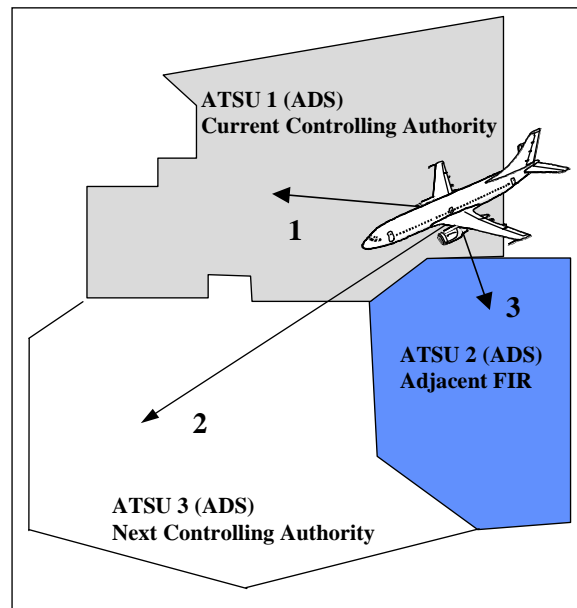 ATSU 1 (ADS)
Current Controlling Authority
1
3
ATSU 2 (ADS)
Adjacent FIR
2
ATSU 3 (ADS)
Next Controlling Authority